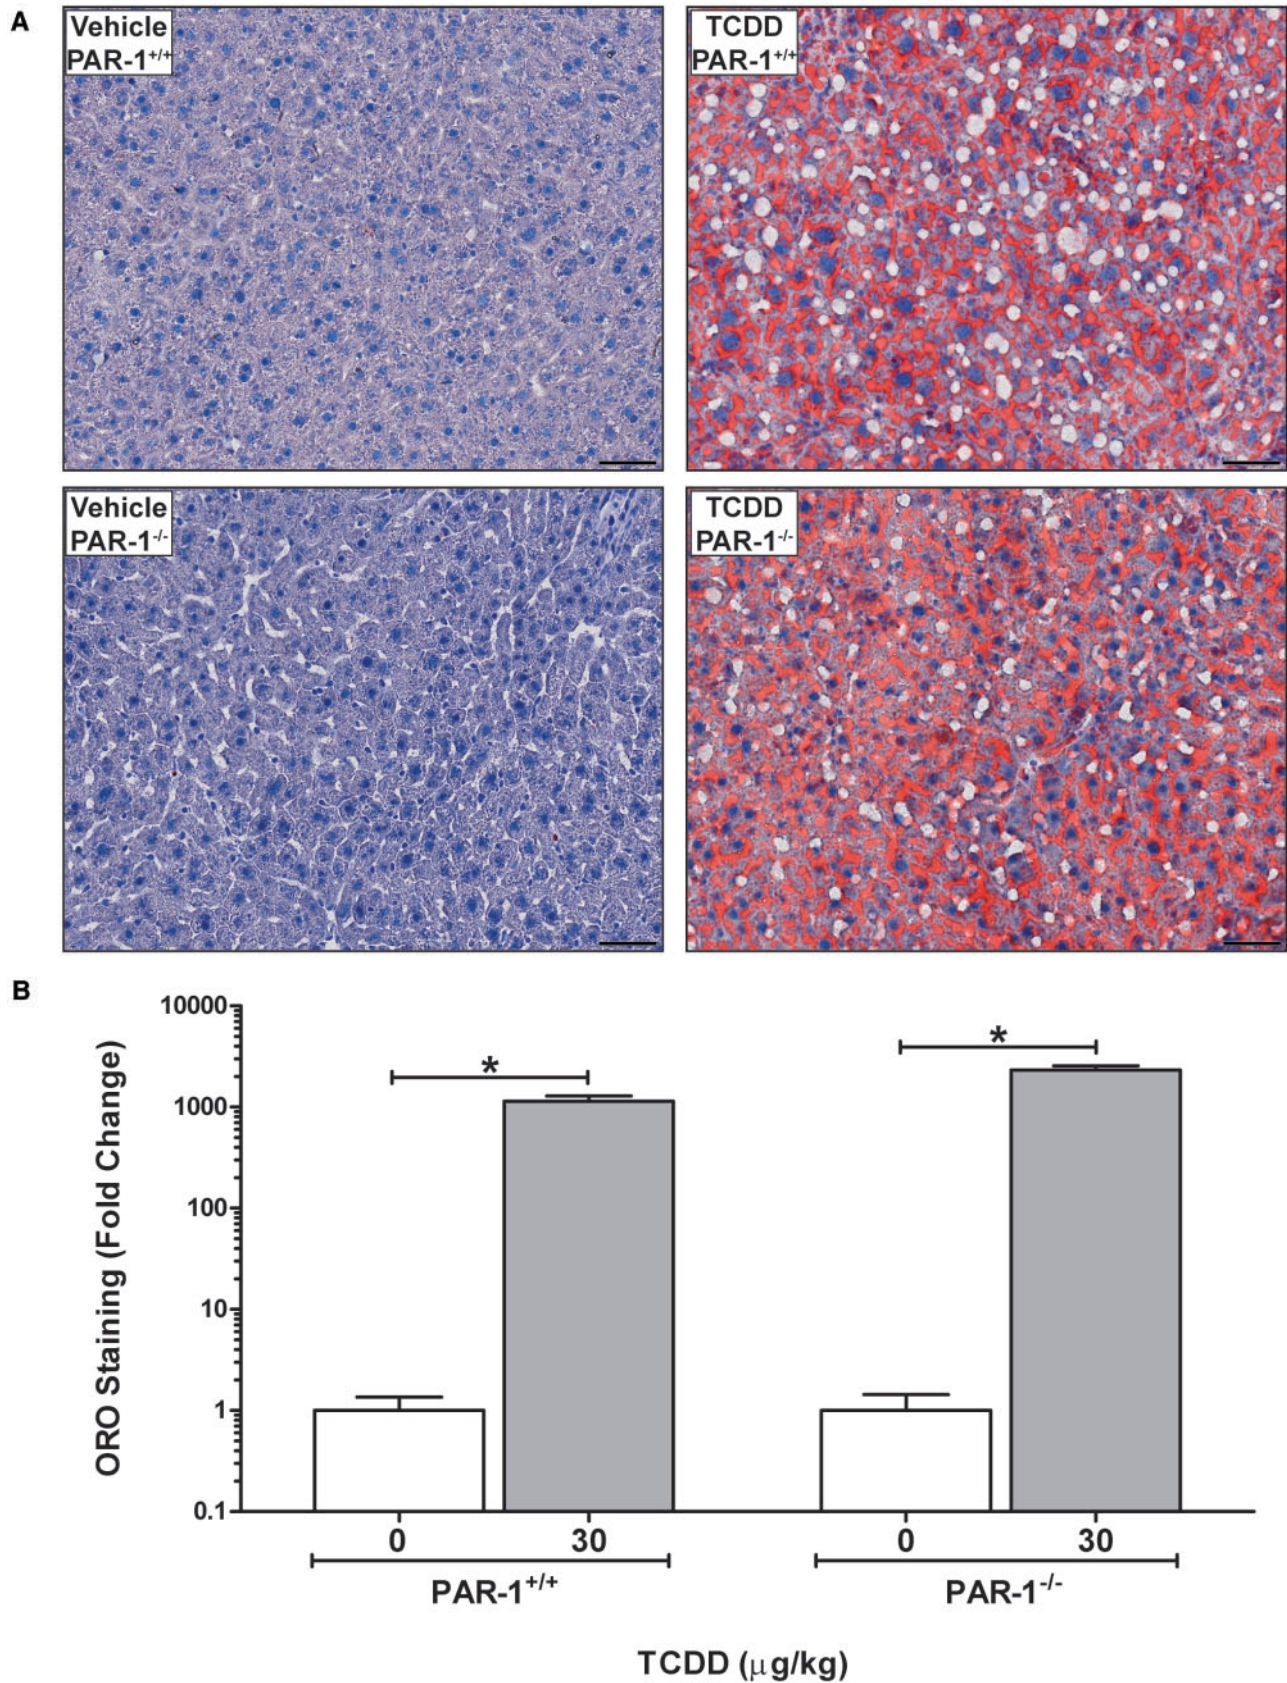 A
Vehicle
PAR-1+/+
TCDD
PAR-1+/+
Vehicle
PAR-1-/-
TCDD
PAR-1-/-
B
ORO Staining (Fold Change)
10000
1000
100
10
1
0.1
*
*
0
30
0
30
PAR-1+/+
PAR-1-/-
TCDD (μg/kg)